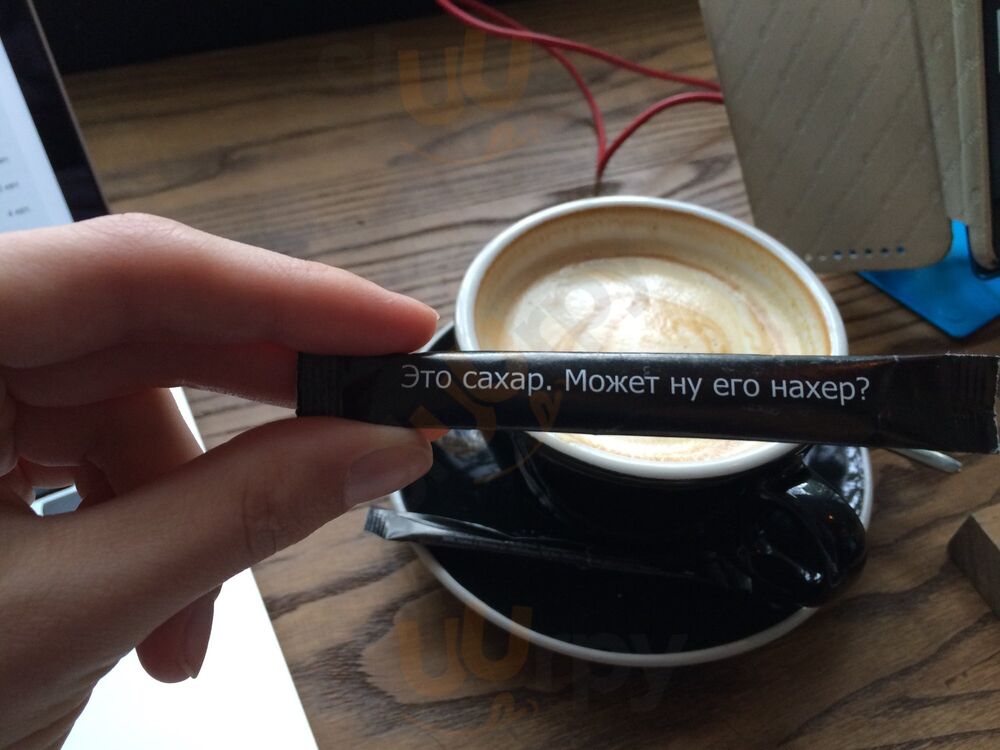 Это сахар. Может ну его нахер?